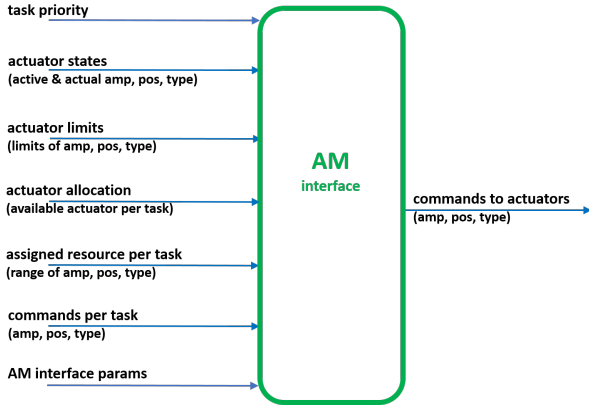 task priority
actuator states
(active & actual amp, pos, type)
actuator limits
(limits of amp, pos, type)
actuator allocation
(available actuator per task)
assigned resource per task
(range of amp, pos, type)
commands per task
(amp, pos, type)
AM interface params
AM
interface
commands to actuators
(amp, pos, type)